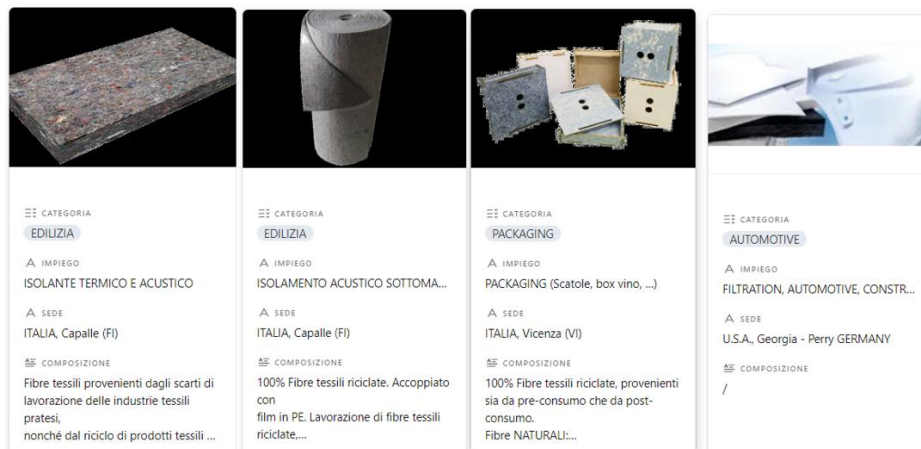 CATEGORIA
EDILIZIA
IMPIEGO
ISOLANTE TERMICO E ACUSTICO
SEDE
ITALIA, Capalle (FI)
COMPOSIZIONE
Fibre tessili provenienti dagli scarti di
lavorazione delle industrie tessili
pratesi,
nonché dal riciclo di prodotti tessili ...
CATEGORIA
EDILIZIA
IMPIEGO
ISOLAMENTO ACUSTICO SOTTOMA...
SEDE
ITALIA, Capalle (FI)
COMPOSIZIONE
100% Fibre tessili riciclate. Accoppiato
con
film in PE. Lavorazione di fibre tessili
riciclate,...
CATEGORIA
PACKAGING
IMPIEGO
PACKAGING (Scatole, box vino, ...)
SEDE
ITALIA, Vicenza (VI)
COMPOSIZIONE
100% Fibre tessili riciclate, provenienti
sia da pre-consumo che da post-
consumo.
Fibre NATURALI:...
CATEGORIA
AUTOMOTIVE
IMPIEGO
FILTRATION, AUTOMOTIVE, CONSTR...
SEDE
U.S.A., Georgia - Perry GERMANY
COMPOSIZIONE
/